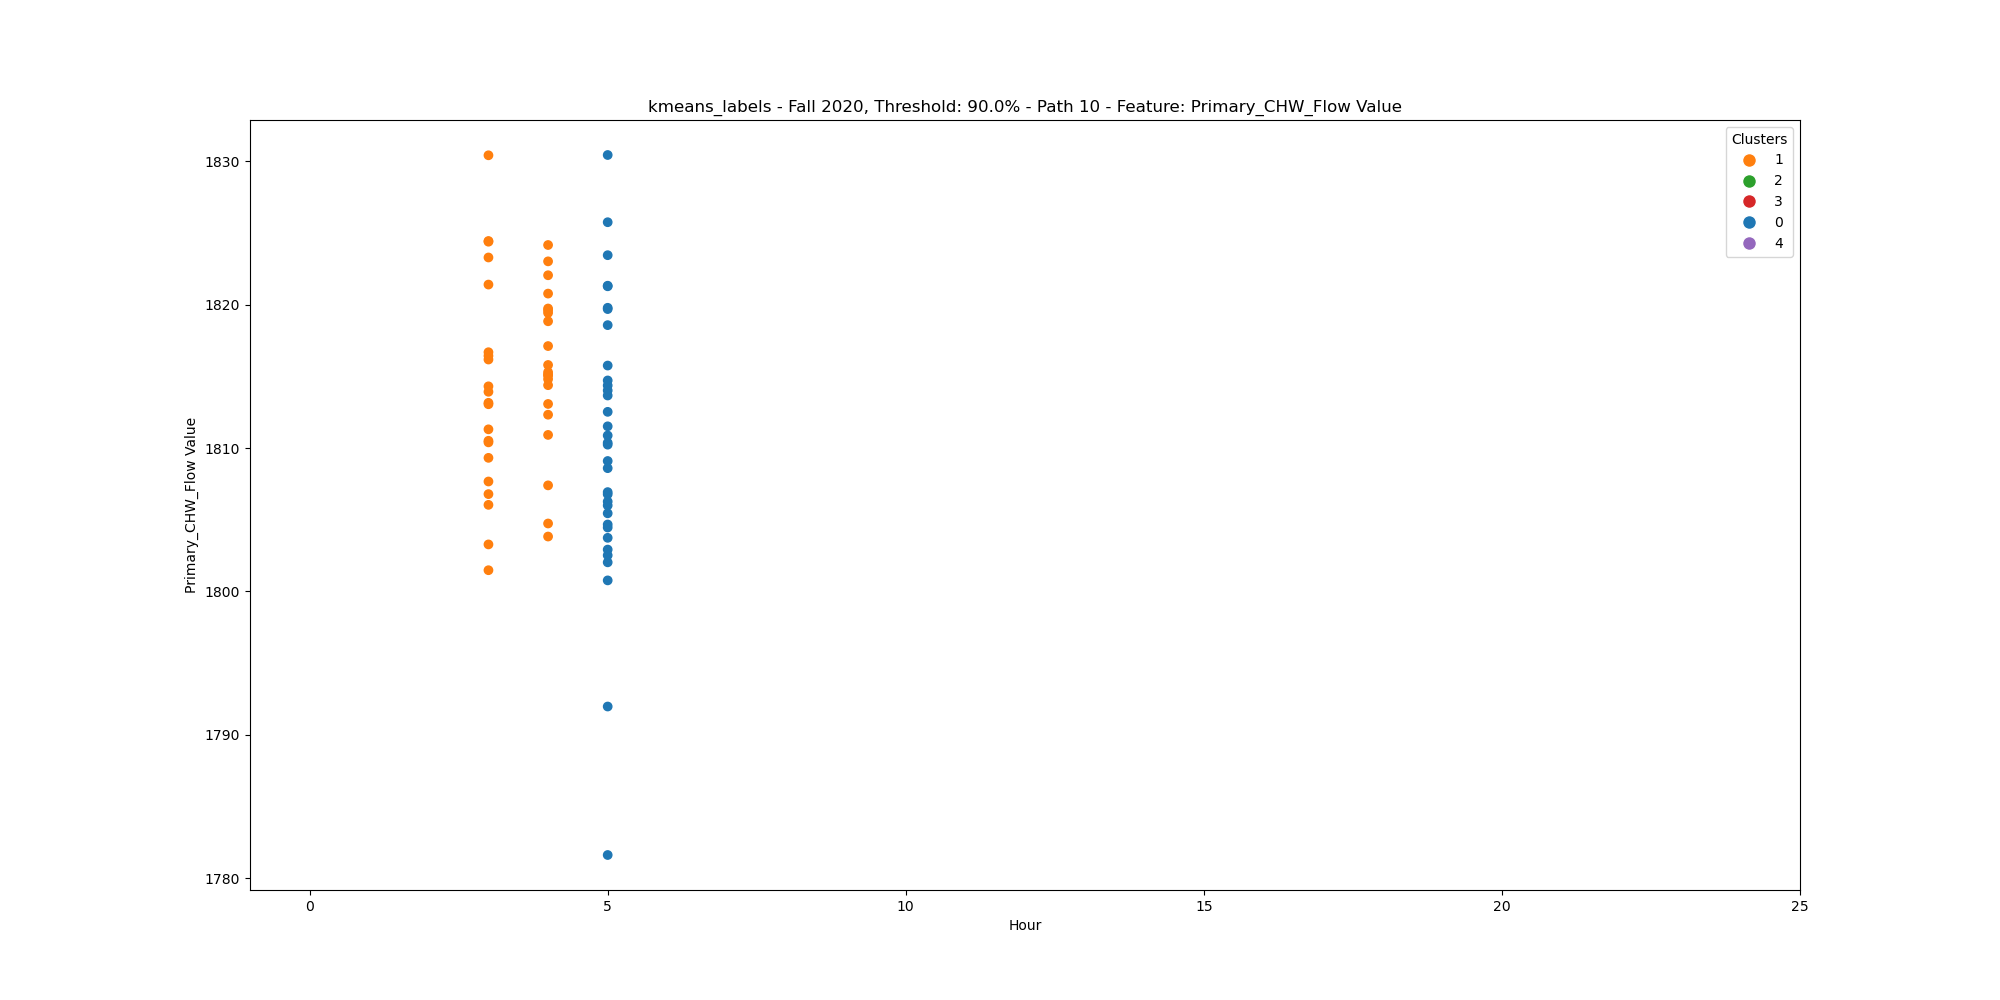 kmeans_labels - Fall 2020, Threshold: 90.0% - Path 10 - Feature: Primary_CHW_Flow Value
Clusters
1
2
3
0
4
1830
1820
1810
1800
1790
1780
Primary_CHW_Flow Value
0 5 10 15 20 25
Hour